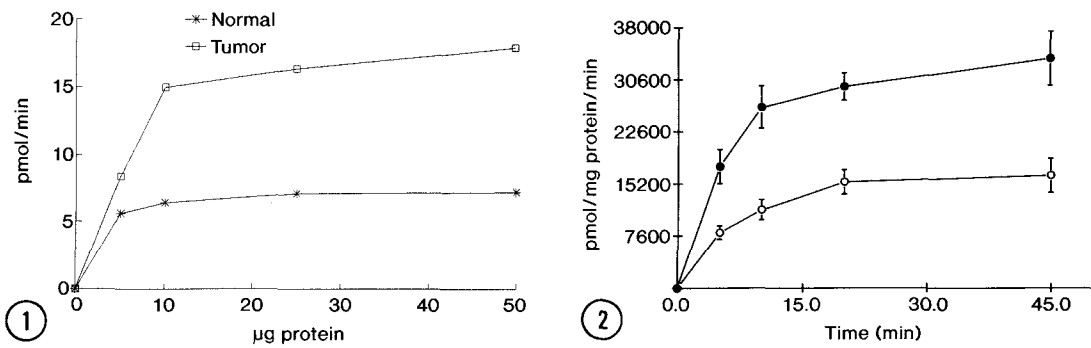 20
15
10
5
0
pmol/min
Normal
Tumor
0 10 20 30 40 50
µg protein
1
38000
30600
22600
15200
7600
pmol/mg protein/min
0.0 15.0 30.0 45.0
Time (min)
2